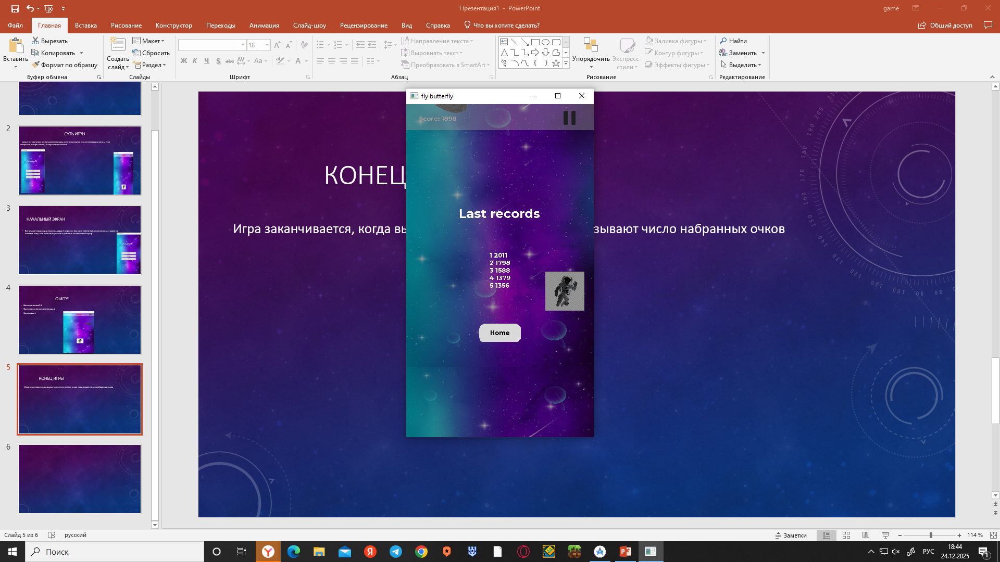 Презентация1 - PowerPoint
game
Файл
Главная
Вставка
Рисование
Конструктор
Переходы
Анимация
Слайд-шоу
Рецензирование
Вид
Справка
Что вы хотите сделать?
Общий доступ
Вставить
Вырезать
Копировать
Формат по образцу
Буфер обмена
Создать слайд
Макет
Сбросить
Раздел
Слайды
18
Ж К Ч S abc AV Aa А
Шрифт
Направление текста
Выровнять текст
Преобразовать в SmartArt
Абзац
Упорядочить
Экспресс-стили
Заливка фигуры
Контур фигуры
Эффекты фигуры
Рисование
Найти
Заменить
Выделить
Редактирование
2
СУТЬ ИГРЫ
3
НАЧАЛЬНЫЙ ЭКРАН
4
О ИГРЕ
5
КОНЕЦ ИГРЫ
6
КОНЕЦ
Игра заканчивается, когда вы
зывают число набранных очков
fly butterfly
Score: 1898
Last records
1 2011
2 1798
3 1588
4 1379
5 1356
Home
Слайд 5 из 6
русский
Заметки
114 %
Поиск
РУС
18:44
24.12.2025
1